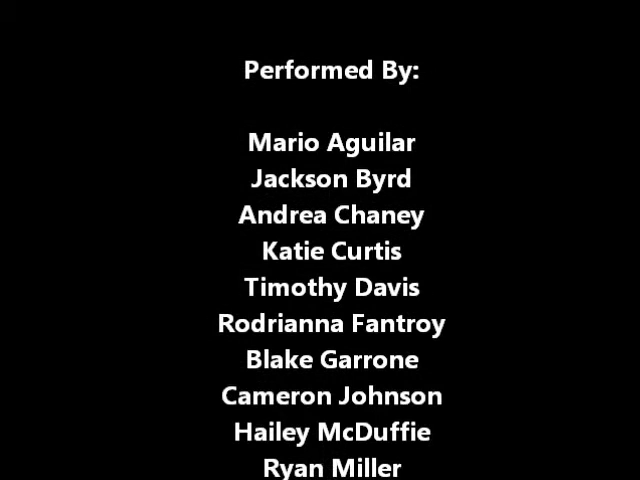 Performed By:
Mario Aguilar
Jackson Byrd
Andrea Chaney
Katie Curtis
Timothy Davis
Rodrianna Fantroy
Blake Garrone
Cameron Johnson
Hailey McDuffie
Ryan Miller